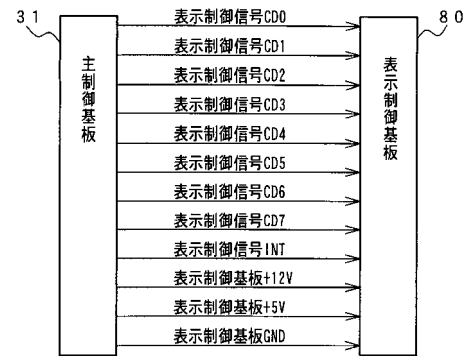 31
80
主制御基板
表示制御基板
表示制御信号CD0
表示制御信号CD1
表示制御信号CD2
表示制御信号CD3
表示制御信号CD4
表示制御信号CD5
表示制御信号CD6
表示制御信号CD7
表示制御信号INT
表示制御基板+12V
表示制御基板+5V
表示制御基板GND